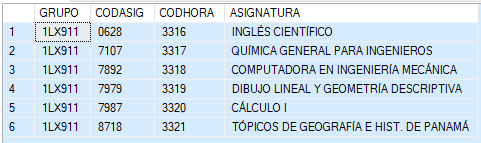 GRUPO CODASIG CODHORA ASIGNATURA
1 1LX911 0628 3316 INGLÉS CIENTÍFICO
2 1LX911 7107 3317 QUÍMICA GENERAL PARA INGENIEROS
3 1LX911 7892 3318 COMPUTADORA EN INGENIERÍA MECÁNICA
4 1LX911 7979 3319 DIBUJO LINEAL Y GEOMETRÍA DESCRIPTIVA
5 1LX911 7987 3320 CÁLCULO I
6 1LX911 8718 3321 TÓPICOS DE GEOGRAFÍA E HIST. DE PANAMÁ